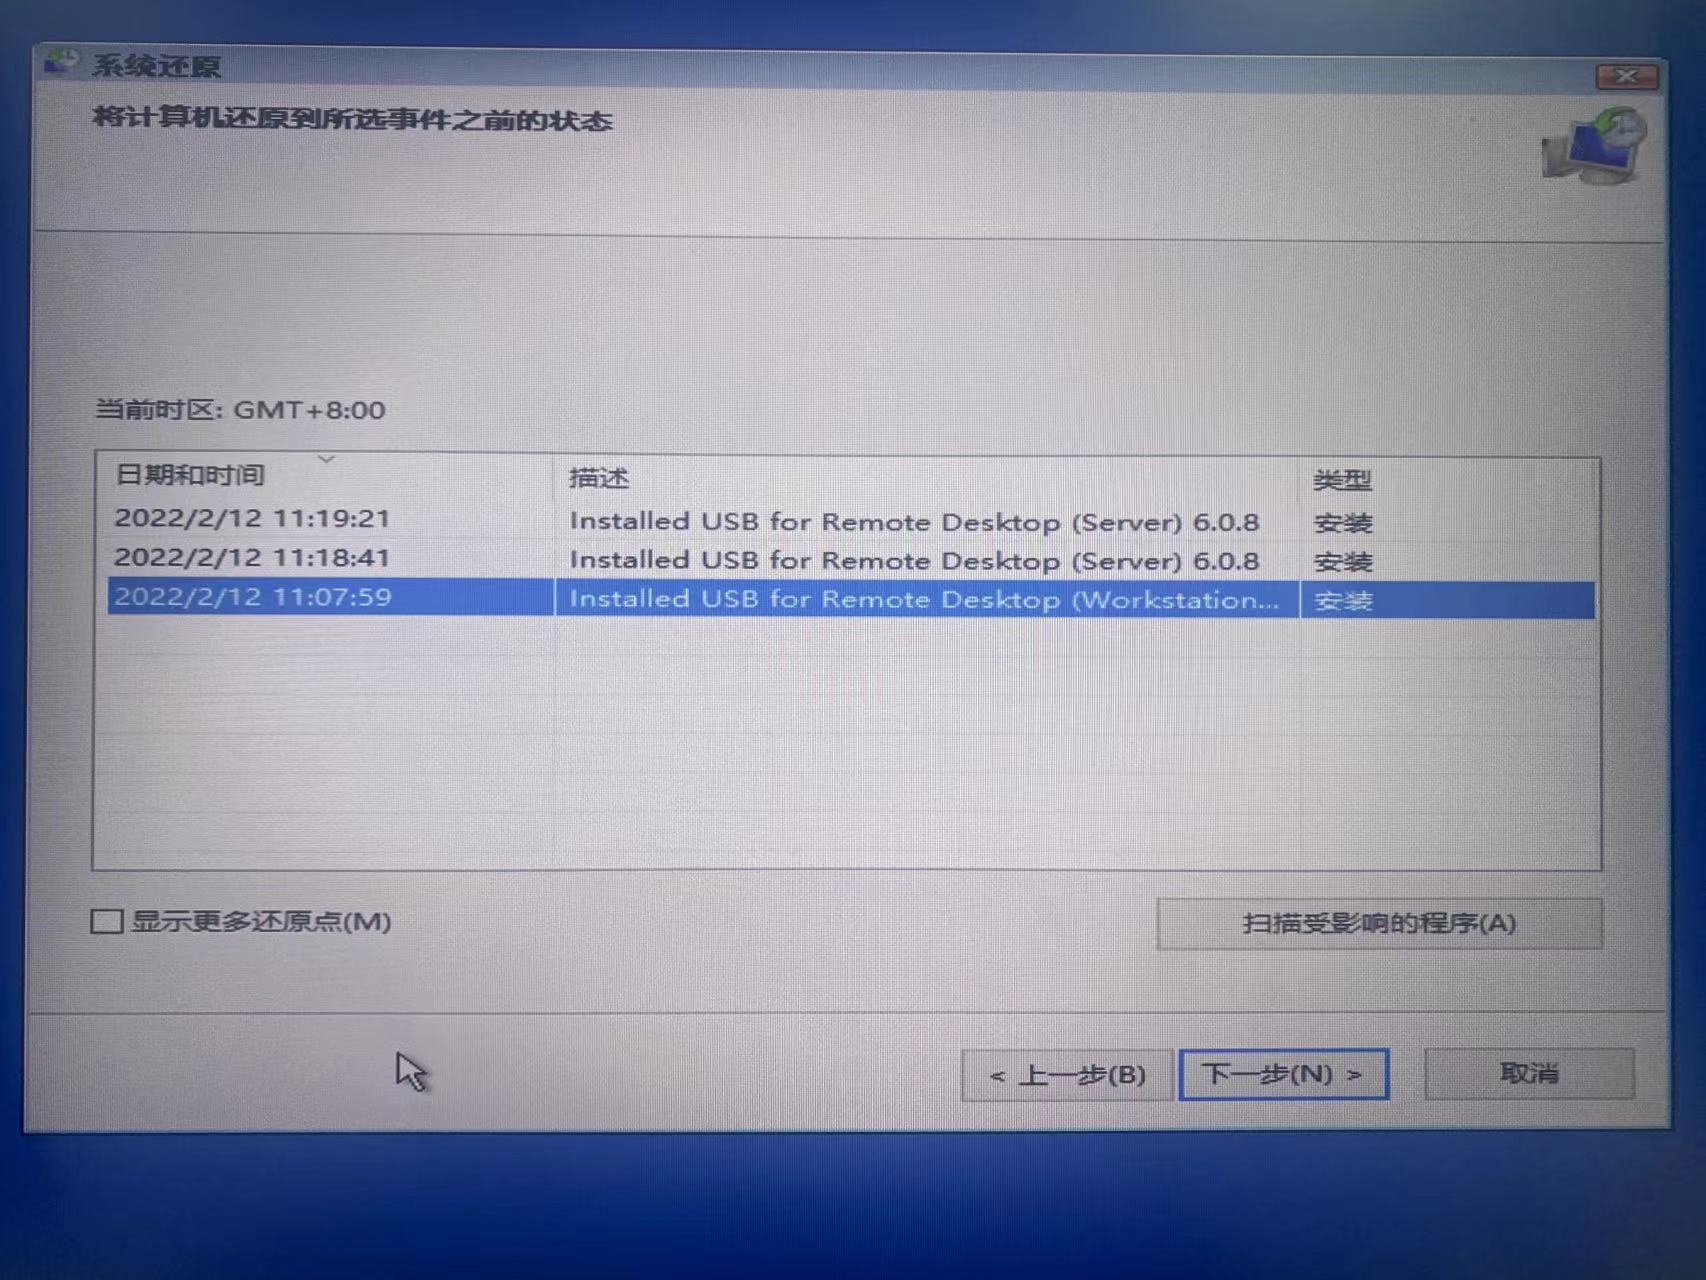 系统还原
将计算机还原到所选事件之前的状态
当前时区: GMT+8:00
日期和时间 描述 类型
2022/2/12 11:19:21 Installed USB for Remote Desktop (Server) 6.0.8 安装
2022/2/12 11:18:41 Installed USB for Remote Desktop (Server) 6.0.8 安装
2022/2/12 11:07:59 Installed USB for Remote Desktop (Workstation... 安装
显示更多还原点(M) 扫描受影响的程序(A)
< 上一步(B) 下一步(N) > 取消